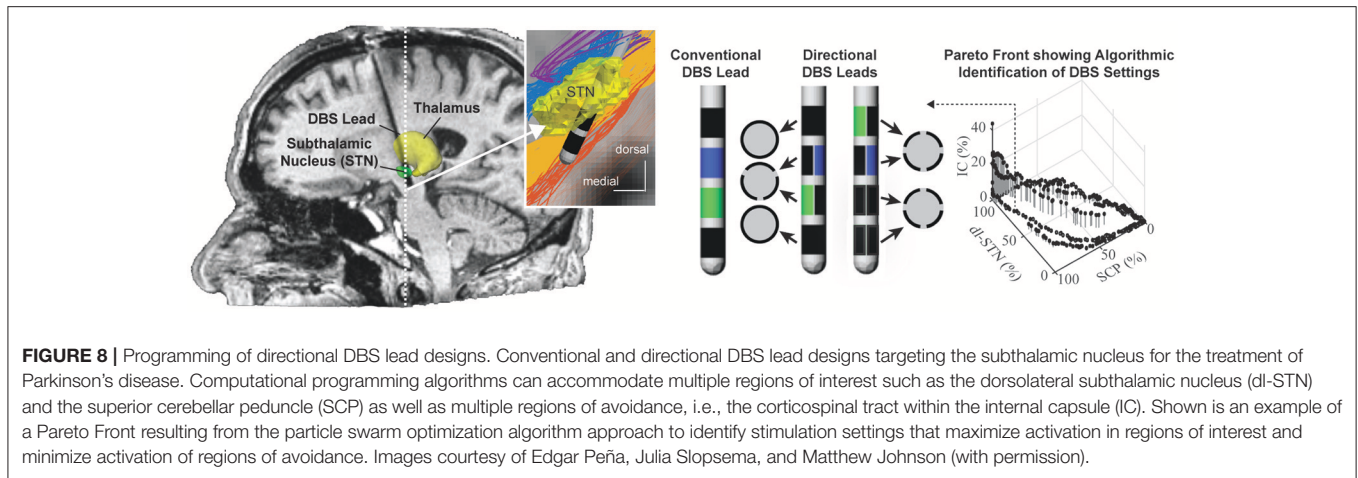 DBS Lead
Thalamus
Subthalamic
Nucleus (STN)
STN
dorsal
medial
Conventional
DBS Lead
Directional
DBS Leads
Pareto Front showing Algorithmic
Identification of DBS Settings
IC (%)
40
20
0
100
50
0
dl-STN (%)
100
50
0
SCP (%)
FIGURE 8 | Programming of directional DBS lead designs. Conventional and directional DBS lead designs targeting the subthalamic nucleus for the treatment of
Parkinson's disease. Computational programming algorithms can accommodate multiple regions of interest such as the dorsolateral subthalamic nucleus (dl-STN)
and the superior cerebellar peduncle (SCP) as well as multiple regions of avoidance, i.e., the corticospinal tract within the internal capsule (IC). Shown is an example of
a Pareto Front resulting from the particle swarm optimization algorithm approach to identify stimulation settings that maximize activation in regions of interest and
minimize activation of regions of avoidance. Images courtesy of Edgar Peña, Julia Slopsema, and Matthew Johnson (with permission).